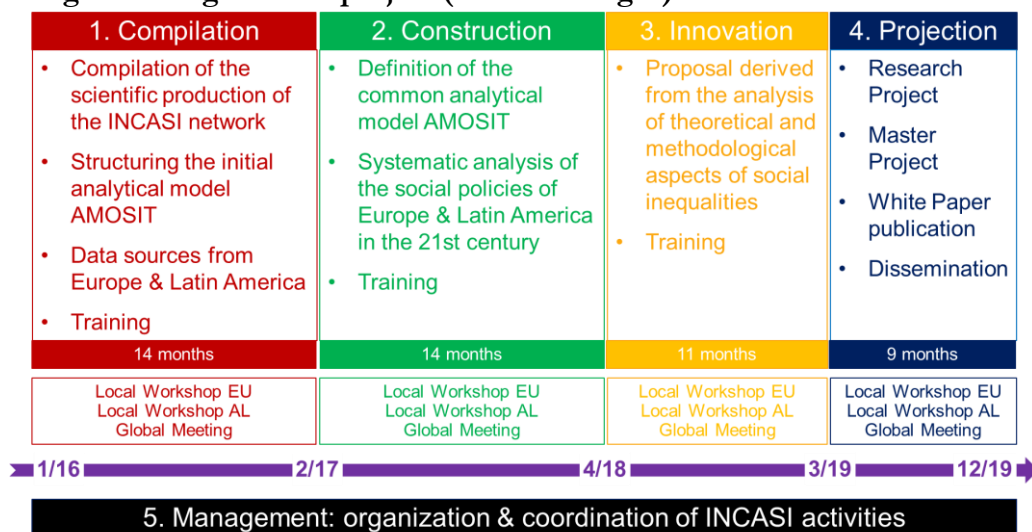 1. Compilation
• Compilation of the
scientific production of
the INCASI network
• Structuring the initial
analytical model
AMOSIT
• Data sources from
Europe & Latin America
• Training
14 months
Local Workshop EU
Local Workshop AL
Global Meeting
2. Construction
• Definition of the
common analytical
model AMOSIT
• Systematic analysis of
the social policies of
Europe & Latin America
in the 21st century
• Training
14 months
Local Workshop EU
Local Workshop AL
Global Meeting
3. Innovation
• Proposal derived
from the analysis
of theoretical and
methodological
aspects of social
inequalities
• Training
11 months
Local Workshop EU
Local Workshop AL
Global Meeting
4. Projection
• Research
Project
• Master
Project
• White Paper
publication
• Dissemination
9 months
Local Workshop EU
Local Workshop AL
Global Meeting
1/16 2/17 4/18 3/19 12/19
5. Management: organization & coordination of INCASI activities